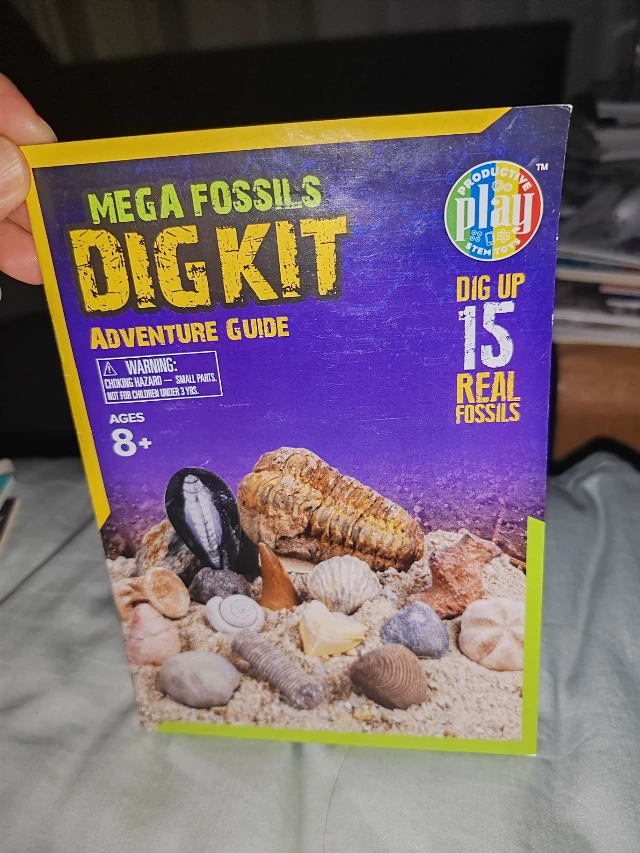 MEGA FOSSILS
DIG KIT
ADVENTURE GUIDE
WARNING:
CHOKING HAZARD — SMALL PARTS.
NOT FOR CHILDREN UNDER 3 YRS.
AGES
8+
PRODUCTIVE
play
STEM TOYS
TM
DIG UP
15
REAL
FOSSILS